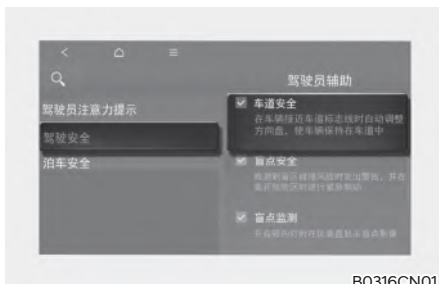 驾驶员辅助
驾驶员注意力提示
驾驶安全
泊车安全
车道安全
在车辆接近车道标志线时自动调整
方向盘，使车辆保持在车道中
盲点安全
盲点监测
B0316CN01